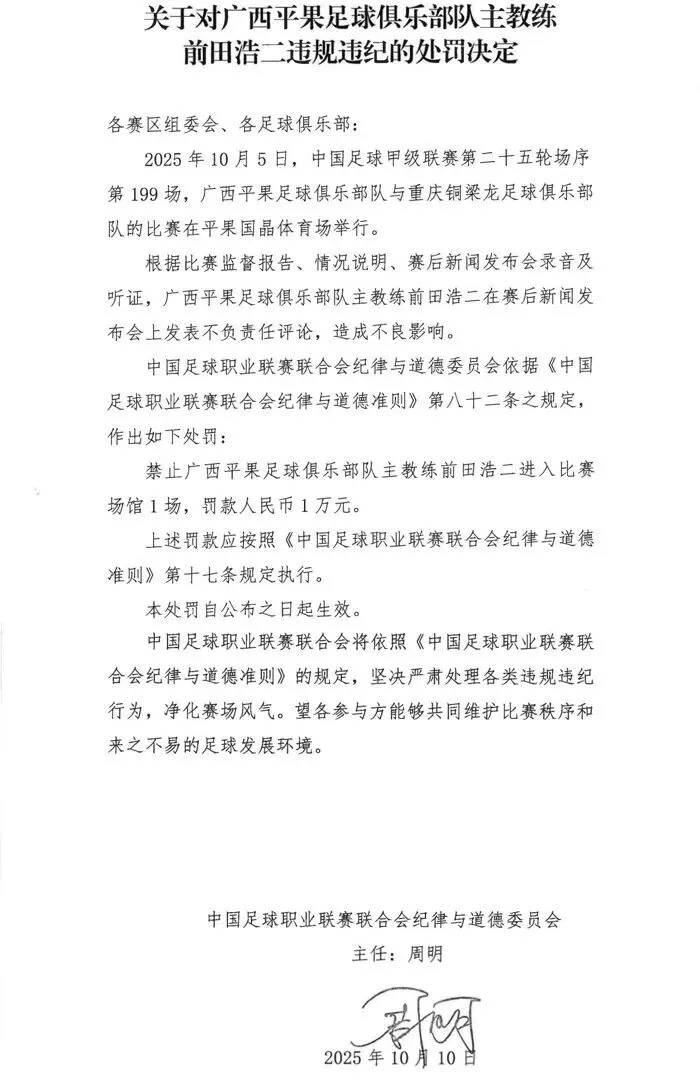 关于对广西平果足球俱乐部队主教练
前田浩二违规违纪的处罚决定
各赛区组委会、各足球俱乐部：
2025 年 10 月 5 日，中国足球甲级联赛第二十五轮场序
第 199 场，广西平果足球俱乐部队与重庆铜梁龙足球俱乐部
队的比赛在平果国晶体育场举行。
根据比赛监督报告、情况说明、赛后新闻发布会录音及
听证，广西平果足球俱乐部队主教练前田浩二在赛后新闻发
布会上发表不负责任评论，造成不良影响。
中国足球职业联赛联合会纪律与道德委员会依据《中国
足球职业联赛联合会纪律与道德准则》第八十二条之规定，
作出如下处罚：
禁止广西平果足球俱乐部队主教练前田浩二进入比赛
场馆 1 场，罚款人民币 1 万元。
上述罚款应按照《中国足球职业联赛联合会纪律与道德
准则》第十七条规定执行。
本处罚自公布之日起生效。
中国足球职业联赛联合会将依照《中国足球职业联赛联
合会纪律与道德准则》的规定，坚决严肃处理各类违规违纪
行为，净化赛场风气。望各参与方能够共同维护比赛秩序和
来之不易的足球发展环境。
中国足球职业联赛联合会纪律与道德委员会
主任：周明
周明
2025 年 10 月 10 日